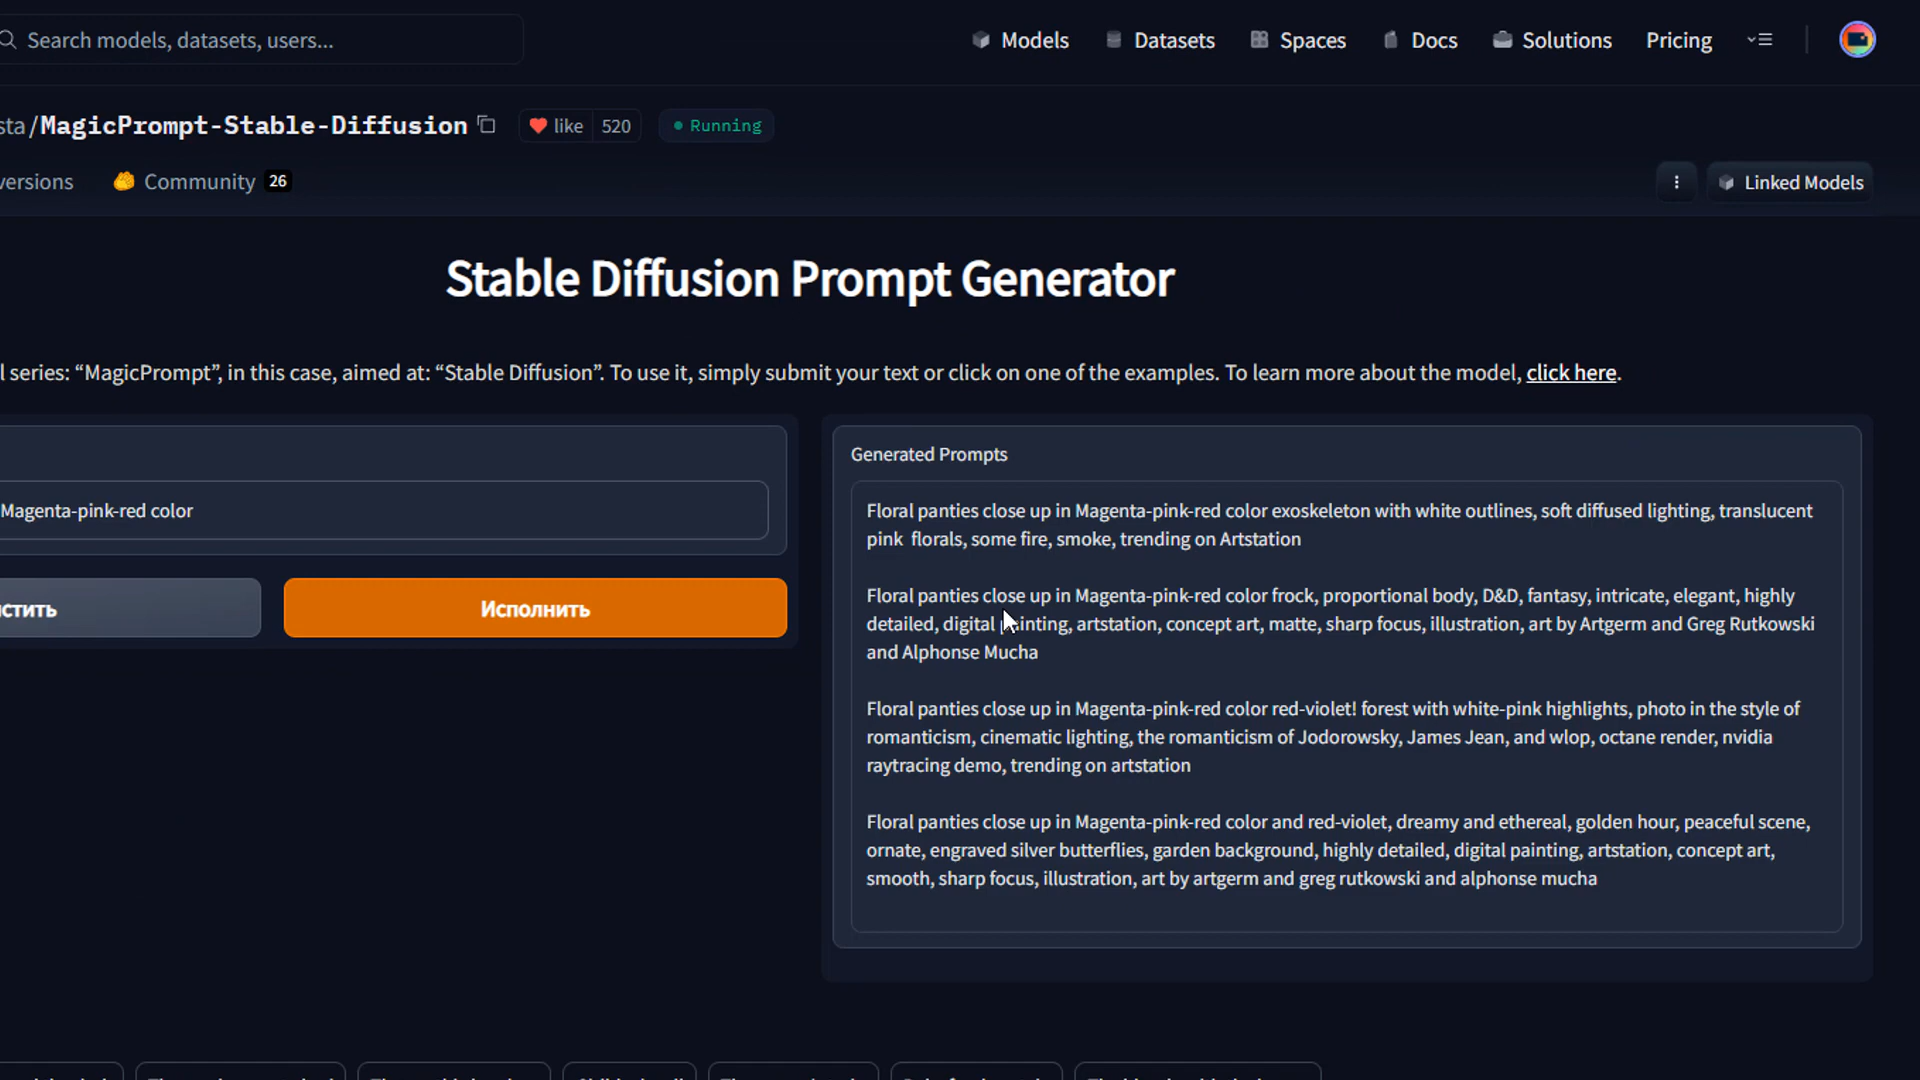 Search models, datasets, users...
Models
Datasets
Spaces
Docs
Solutions
Pricing
sta/MagicPrompt-Stable-Diffusion
like 520
Running
versions
Community 26
Linked Models
Stable Diffusion Prompt Generator
l series: “MagicPrompt”, in this case, aimed at: “Stable Diffusion”. To use it, simply submit your text or click on one of the examples. To learn more about the model, click here.
Magenta-pink-red color
стить
Исполнить
Generated Prompts
Floral panties close up in Magenta-pink-red color exoskeleton with white outlines, soft diffused lighting, translucent
pink florals, some fire, smoke, trending on Artstation
Floral panties close up in Magenta-pink-red color frock, proportional body, D&D, fantasy, intricate, elegant, highly
detailed, digital painting, artstation, concept art, matte, sharp focus, illustration, art by Artgerm and Greg Rutkowski
and Alphonse Mucha
Floral panties close up in Magenta-pink-red color red-violet! forest with white-pink highlights, photo in the style of
romanticism, cinematic lighting, the romanticism of Jodorowsky, James Jean, and wlop, octane render, nvidia
raytracing demo, trending on artstation
Floral panties close up in Magenta-pink-red color and red-violet, dreamy and ethereal, golden hour, peaceful scene,
ornate, engraved silver butterflies, garden background, highly detailed, digital painting, artstation, concept art,
smooth, sharp focus, illustration, art by artgerm and greg rutkowski and alphonse mucha